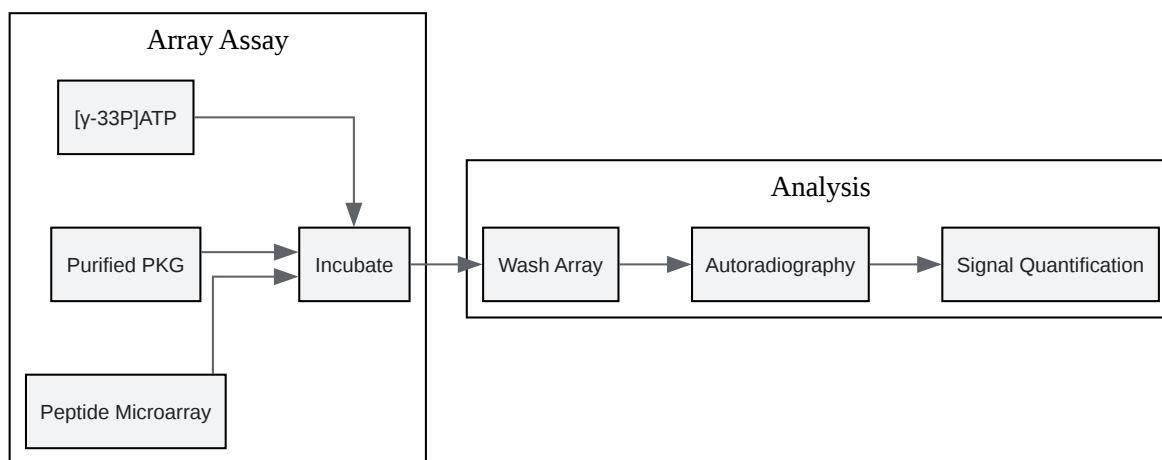 Array Assay
[γ-33P]ATP
Purified PKG
Incubate
Peptide Microarray
Analysis
Wash Array
Autoradiography
Signal Quantification